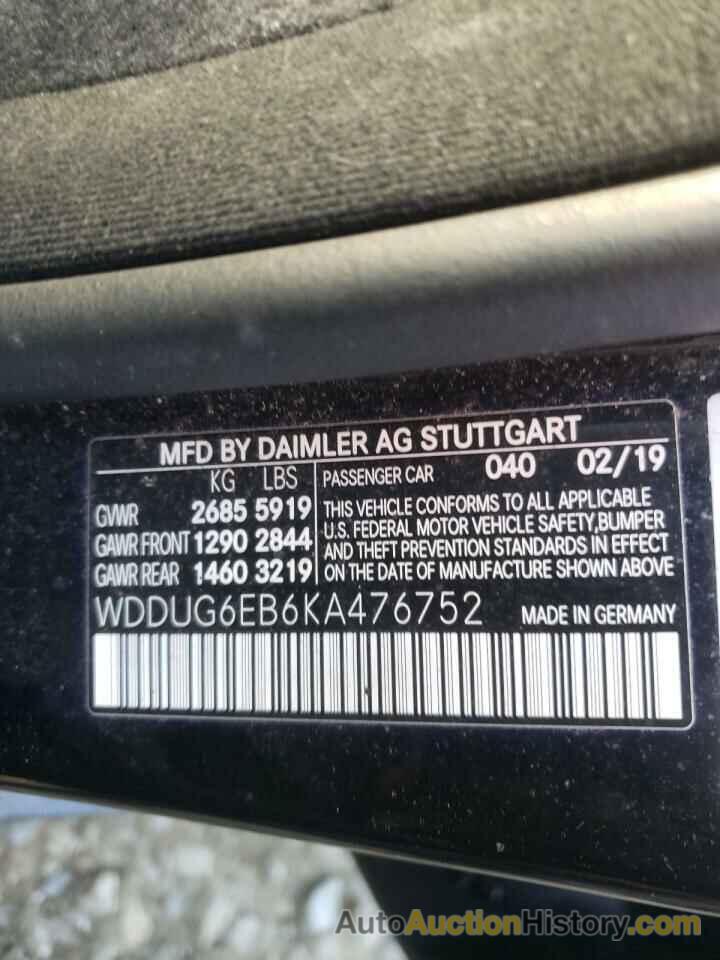 MFD BY DAIMLER AG STUTTGART
KG LBS PASSENGER CAR 040 02/19
GVWR 2685 5919 THIS VEHICLE CONFORMS TO ALL APPLICABLE
U.S. FEDERAL MOTOR VEHICLE SAFETY,BUMPER
GAWR FRONT 1290 2844 AND THEFT PREVENTION STANDARDS IN EFFECT
GAWR REAR 1460 3219 ON THE DATE OF MANUFACTURE SHOWN ABOVE
WDDUG6EB6KA476752 MADE IN GERMANY
AutoAuctionHistory.com